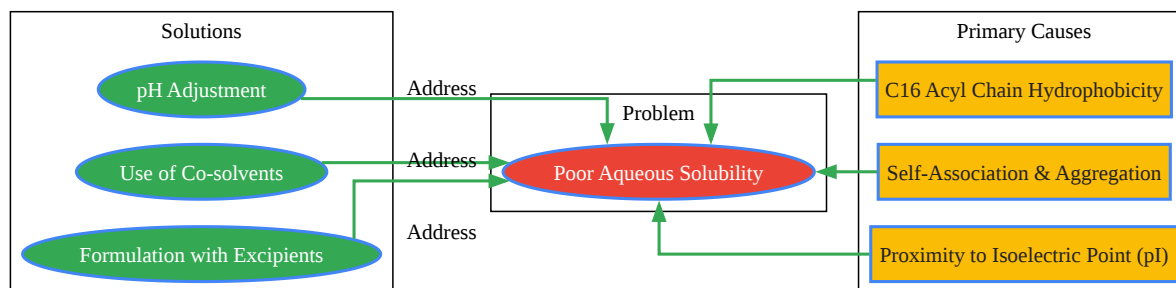 Solutions
pH Adjustment
Use of Co-solvents
Formulation with Excipients
Address
Address
Address
Problem
Poor Aqueous Solubility
Primary Causes
C16 Acyl Chain Hydrophobicity
Self-Association & Aggregation
Proximity to Isoelectric Point (pI)